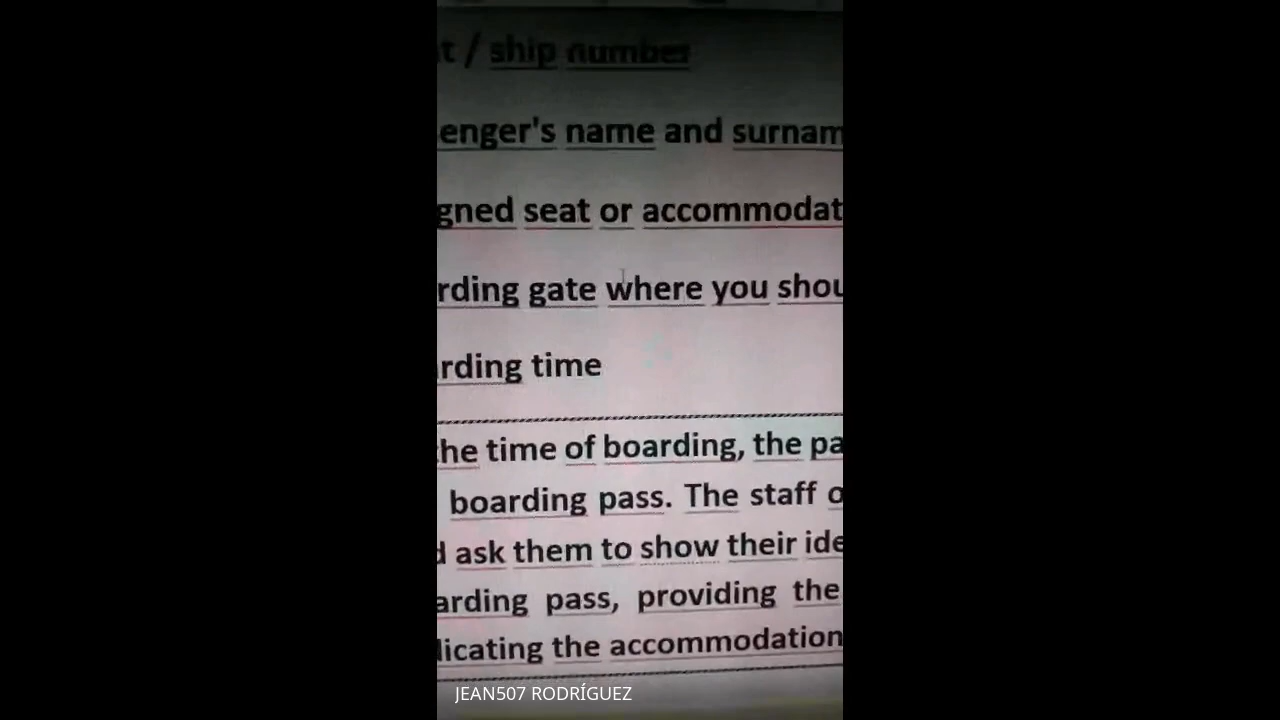 t / ship number
enger's name and surnam
gned seat or accommodat
rding gate where you shou
rding time
he time of boarding, the pa
boarding pass. The staff o
d ask them to show their ide
arding pass, providing the
licating the accommodation
JEAN507 RODRÍGUEZ